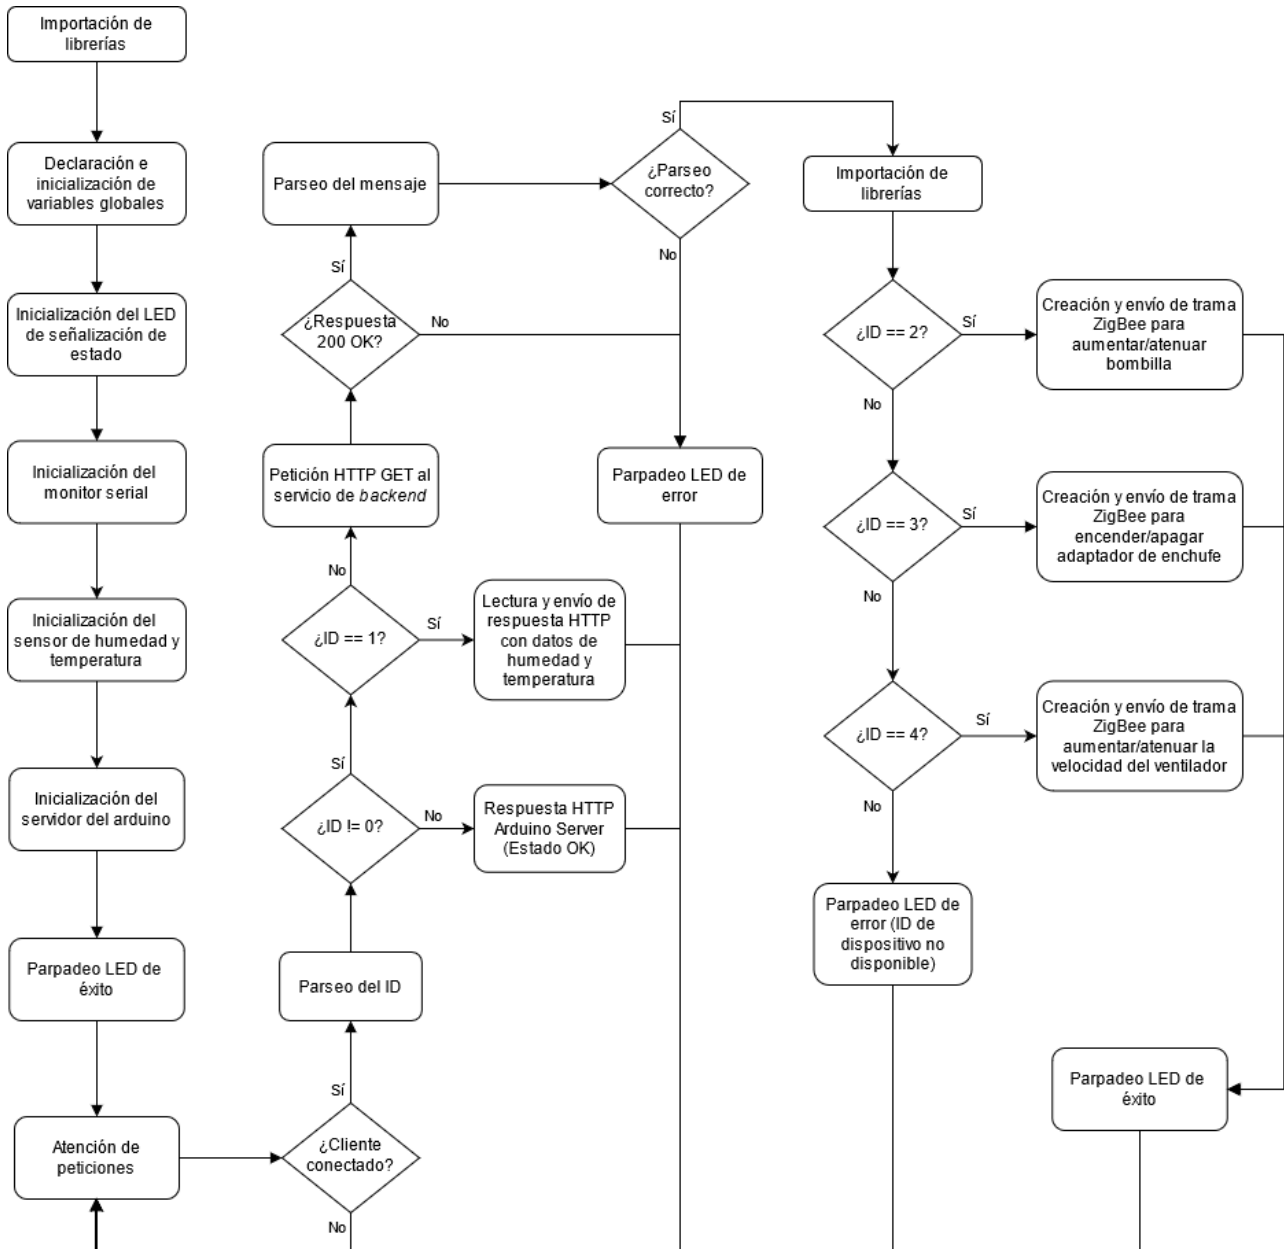 Importación de
librerías
Declaración e
inicialización de
variables globales
Inicialización del LED
de señalización de
estado
Inicialización del
monitor serial
Inicialización del
sensor de humedad y
temperatura
Inicialización del
servidor del arduino
Parpadeo LED de
éxito
Atención de
peticiones
¿Cliente
conectado?
No
Sí
Parseo del ID
¿ID != 0?
No
Respuesta HTTP
Arduino Server
(Estado OK)
Sí
¿ID == 1?
Sí
Lectura y envío de
respuesta HTTP
con datos de
humedad y
temperatura
No
Petición HTTP GET al
servicio de backend
¿Respuesta
200 OK?
No
Sí
Parseo del mensaje
¿Parseo
correcto?
No
Parpadeo LED de
error
Sí
Importación de
librerías
¿ID == 2?
Sí
Creación y envío de trama
ZigBee para
aumentar/atenuar
bombilla
No
¿ID == 3?
Sí
Creación y envío de trama
ZigBee para
encender/apagar
adaptador de enchufe
No
¿ID == 4?
Sí
Creación y envío de trama
ZigBee para
aumentar/atenuar la
velocidad del ventilador
No
Parpadeo LED de
error (ID de
dispositivo no
disponible)
Parpadeo LED de
éxito